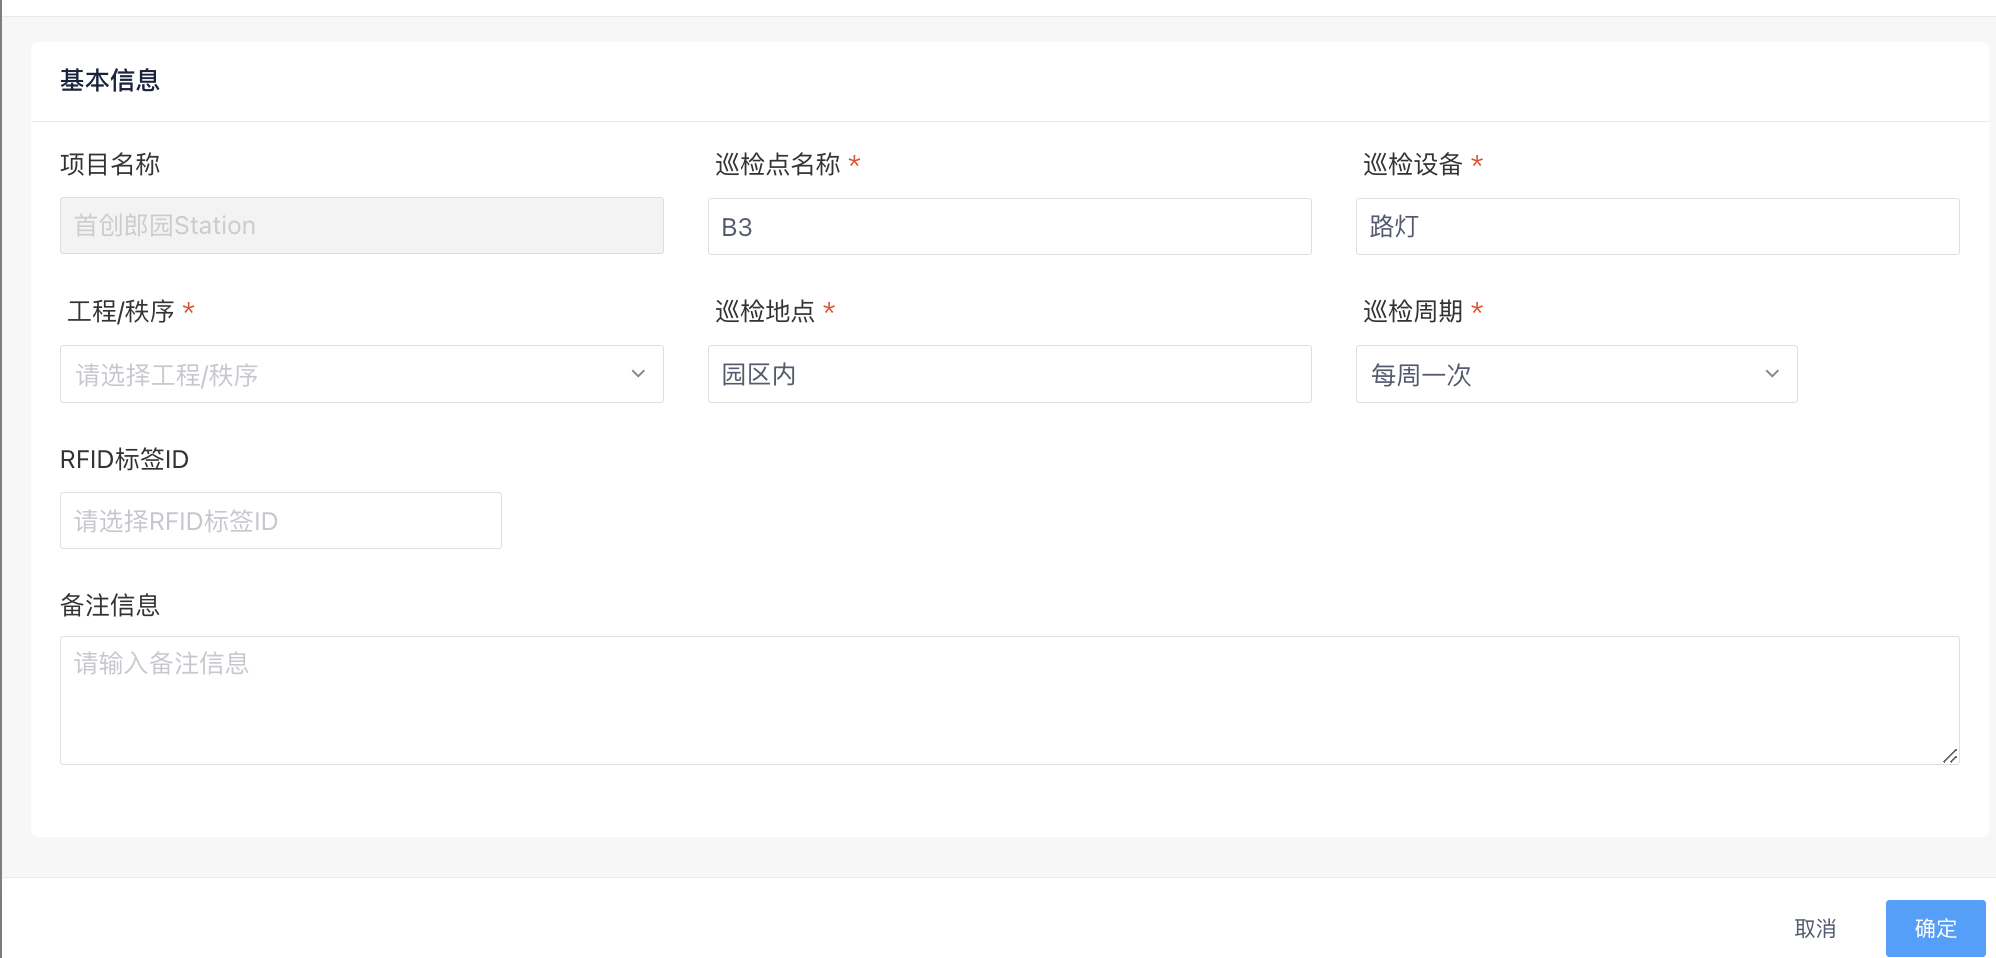 基本信息
项目名称
巡检点名称 *
巡检设备 *
首创郎园Station
B3
路灯
工程/秩序 *
巡检地点 *
巡检周期 *
请选择工程/秩序
园区内
每周一次
RFID标签ID
请选择RFID标签ID
备注信息
请输入备注信息
取消
确定